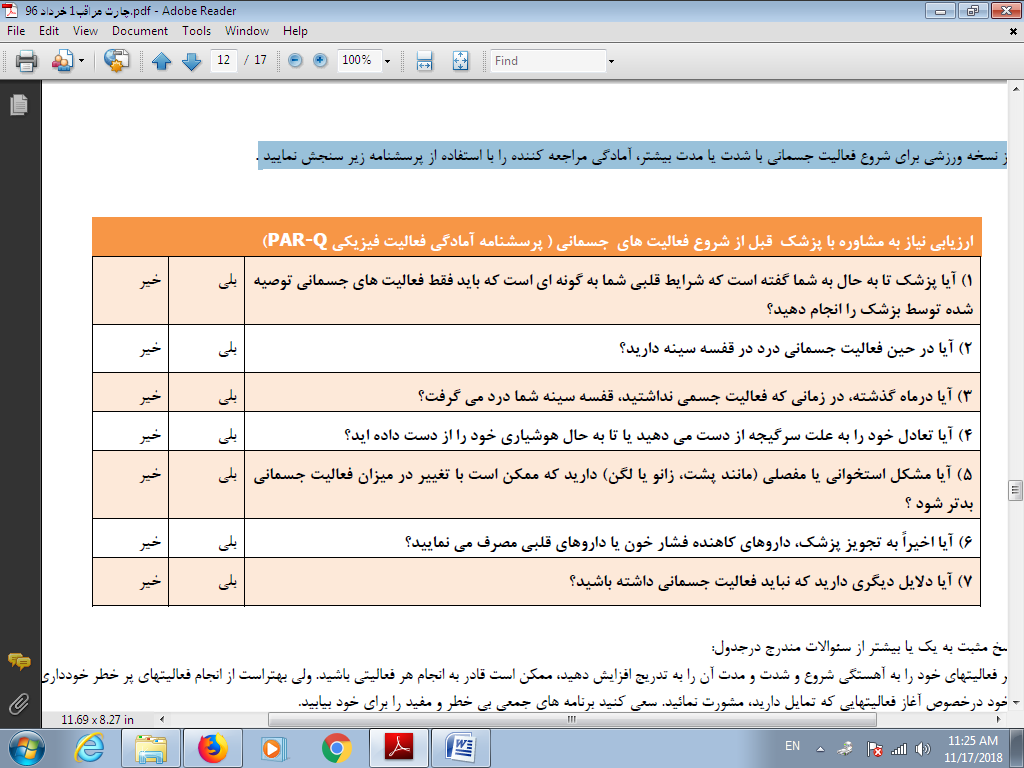 چارت مراقب1 خرداد 96.pdf - Adobe Reader
File Edit View Document Tools Window Help
12 / 17 100% Find
ز نسخه ورزشی برای شروع فعالیت جسمانی با شدت یا مدت بیشتر، آمادگی مراجعه کننده را با استفاده از پرسشنامه زیر سنجش نمایید .
ارزیابی نیاز به مشاوره با پزشک قبل از شروع فعالیت های جسمانی ( پرسشنامه آمادگی فعالیت فیزیکی PAR-Q)
۱) آیا پزشک تا به حال به شما گفته است که شرایط قلبی شما به گونه ای است که باید فقط فعالیت های جسمانی توصیه بلی خیر
شده توسط بزشک را انجام دهید؟
۲) آیا در حین فعالیت جسمانی درد در قفسه سینه دارید؟ بلی خیر
۳) آیا درماه گذشته، در زمانی که فعالیت جسمی نداشتید، قفسه سینه شما درد می گرفت؟ بلی خیر
۴) آیا تعادل خود را به علت سرگیجه از دست می دهید یا تا به حال هوشیاری خود را از دست داده اید؟ بلی خیر
۵) آیا مشکل استخوانی یا مفصلی (مانند پشت، زانو یا لگن) دارید که ممکن است با تغییر در میزان فعالیت جسمانی بلی خیر
بدتر شود ؟
۶) آیا اخیراً به تجویز پزشک، داروهای کاهنده فشار خون یا داروهای قلبی مصرف می نمایید؟ بلی خیر
۷) آیا دلایل دیگری دارید که نباید فعالیت جسمانی داشته باشید؟ بلی خیر
سخ مثبت به یک یا بیشتر از سئوالات مندرج درجدول:
ر فعالیتهای خود را به آهستگی شروع و شدت و مدت آن را به تدریج افزایش دهید، ممکن است قادر به انجام هر فعالیتی باشید. ولی بهتراست از انجام فعالیتهای پر خطر خودداری
خود درخصوص آغاز فعالیتهایی که تمایل دارید، مشورت نمائید. سعی کنید برنامه های جمعی بی خطر و مفید را برای خود بیابید.
11.69 x 8.27 in
EN 11:25 AM
11/17/2018